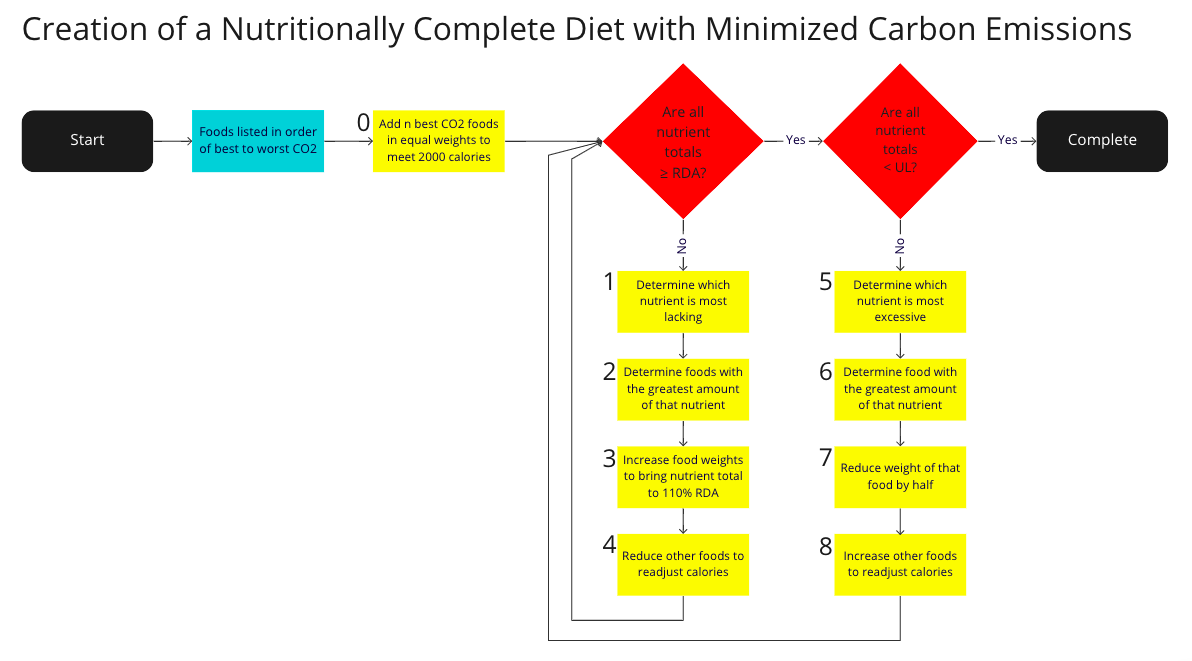 Creation of a Nutritionally Complete Diet with Minimized Carbon Emissions
Start
Foods listed in order
of best to worst CO2
0
Add n best CO2 foods
in equal weights to
meet 2000 calories
Are all
nutrient
totals
≥ RDA?
Yes
Are all
nutrient
totals
< UL?
Yes
Complete
No
No
1
Determine which
nutrient is most
lacking
2
Determine foods with
the greatest amount
of that nutrient
3
Increase food weights
to bring nutrient total
to 110% RDA
4
Reduce other foods to
readjust calories
5
Determine which
nutrient is most
excessive
6
Determine food with
the greatest amount
of that nutrient
7
Reduce weight of that
food by half
8
Increase other foods
to readjust calories